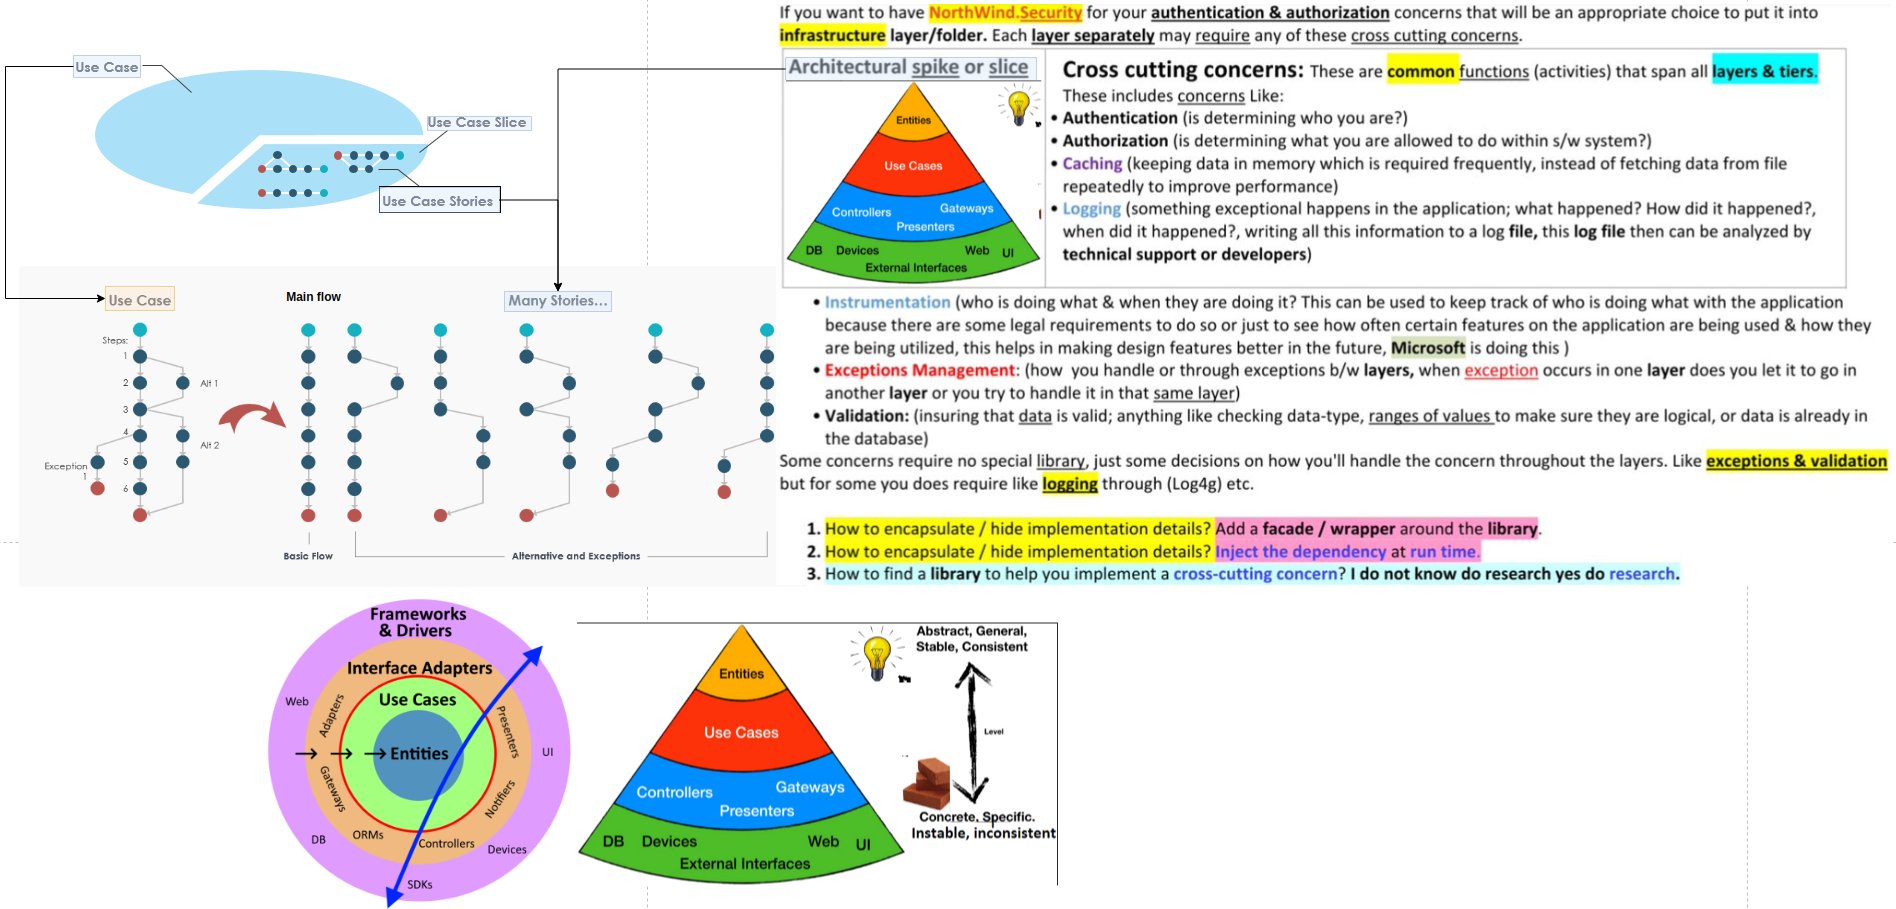 Use Case
Use Case Slice
Use Case Stories
Use Case
Main flow
Many Stories...
Steps:
1
2
Alt 1
3
4
Alt 2
Exception
1
5
6
Basic Flow
Alternative and Exceptions
If you want to have NorthWind.Security for your authentication & authorization concerns that will be an appropriate choice to put it into
infrastructure layer/folder. Each layer separately may require any of these cross cutting concerns.
Architectural spike or slice
Entities
Use Cases
Controllers
Gateways
Presenters
DB
Devices
Web
UI
External Interfaces
Cross cutting concerns: These are common functions (activities) that span all layers & tiers.
These includes concerns Like:
• Authentication (is determining who you are?)
• Authorization (is determining what you are allowed to do within s/w system?)
• Caching (keeping data in memory which is required frequently, instead of fetching data from file
repeatedly to improve performance)
• Logging (something exceptional happens in the application; what happened? How did it happened?,
when did it happened?, writing all this information to a log file, this log file then can be analyzed by
technical support or developers)
• Instrumentation (who is doing what & when they are doing it? This can be used to keep track of who is doing what with the application
because there are some legal requirements to do so or just to see how often certain features on the application are being used & how they
are being utilized, this helps in making design features better in the future, Microsoft is doing this )
• Exceptions Management: (how you handle or through exceptions b/w layers, when exception occurs in one layer does you let it to go in
another layer or you try to handle it in that same layer)
• Validation: (insuring that data is valid; anything like checking data-type, ranges of values to make sure they are logical, or data is already in
the database)
Some concerns require no special library, just some decisions on how you'll handle the concern throughout the layers. Like exceptions & validation
but for some you does require like logging through (Log4g) etc.
1. How to encapsulate / hide implementation details? Add a facade / wrapper around the library.
2. How to encapsulate / hide implementation details? Inject the dependency at run time.
3. How to find a library to help you implement a cross-cutting concern? I do not know do research yes do research.
Frameworks
& Drivers
Interface Adapters
Use Cases
Entities
Web
Adapters
Presenters
UI
Gateways
Notifiers
DB
ORMs
Controllers
Devices
SDKs
Entities
Use Cases
Controllers
Gateways
Presenters
DB
Devices
Web
UI
External Interfaces
Abstract, General,
Stable, Consistent
Level
Concrete, Specific.
Instable, inconsistent